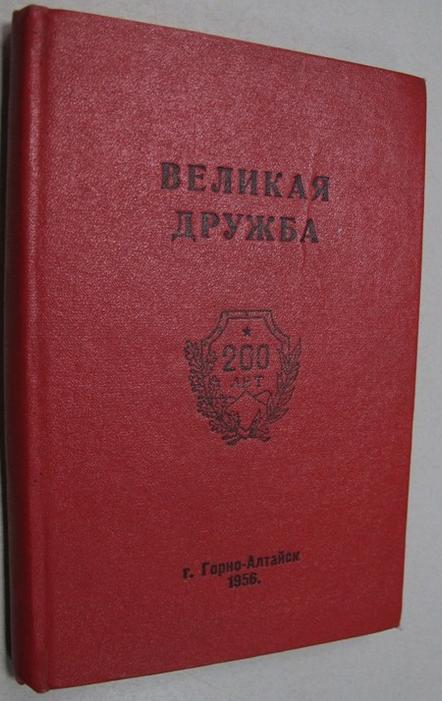 ВЕЛИКАЯ
ДРУЖБА
200
ЛЕТ
г. Горно-Алтайск
1956.